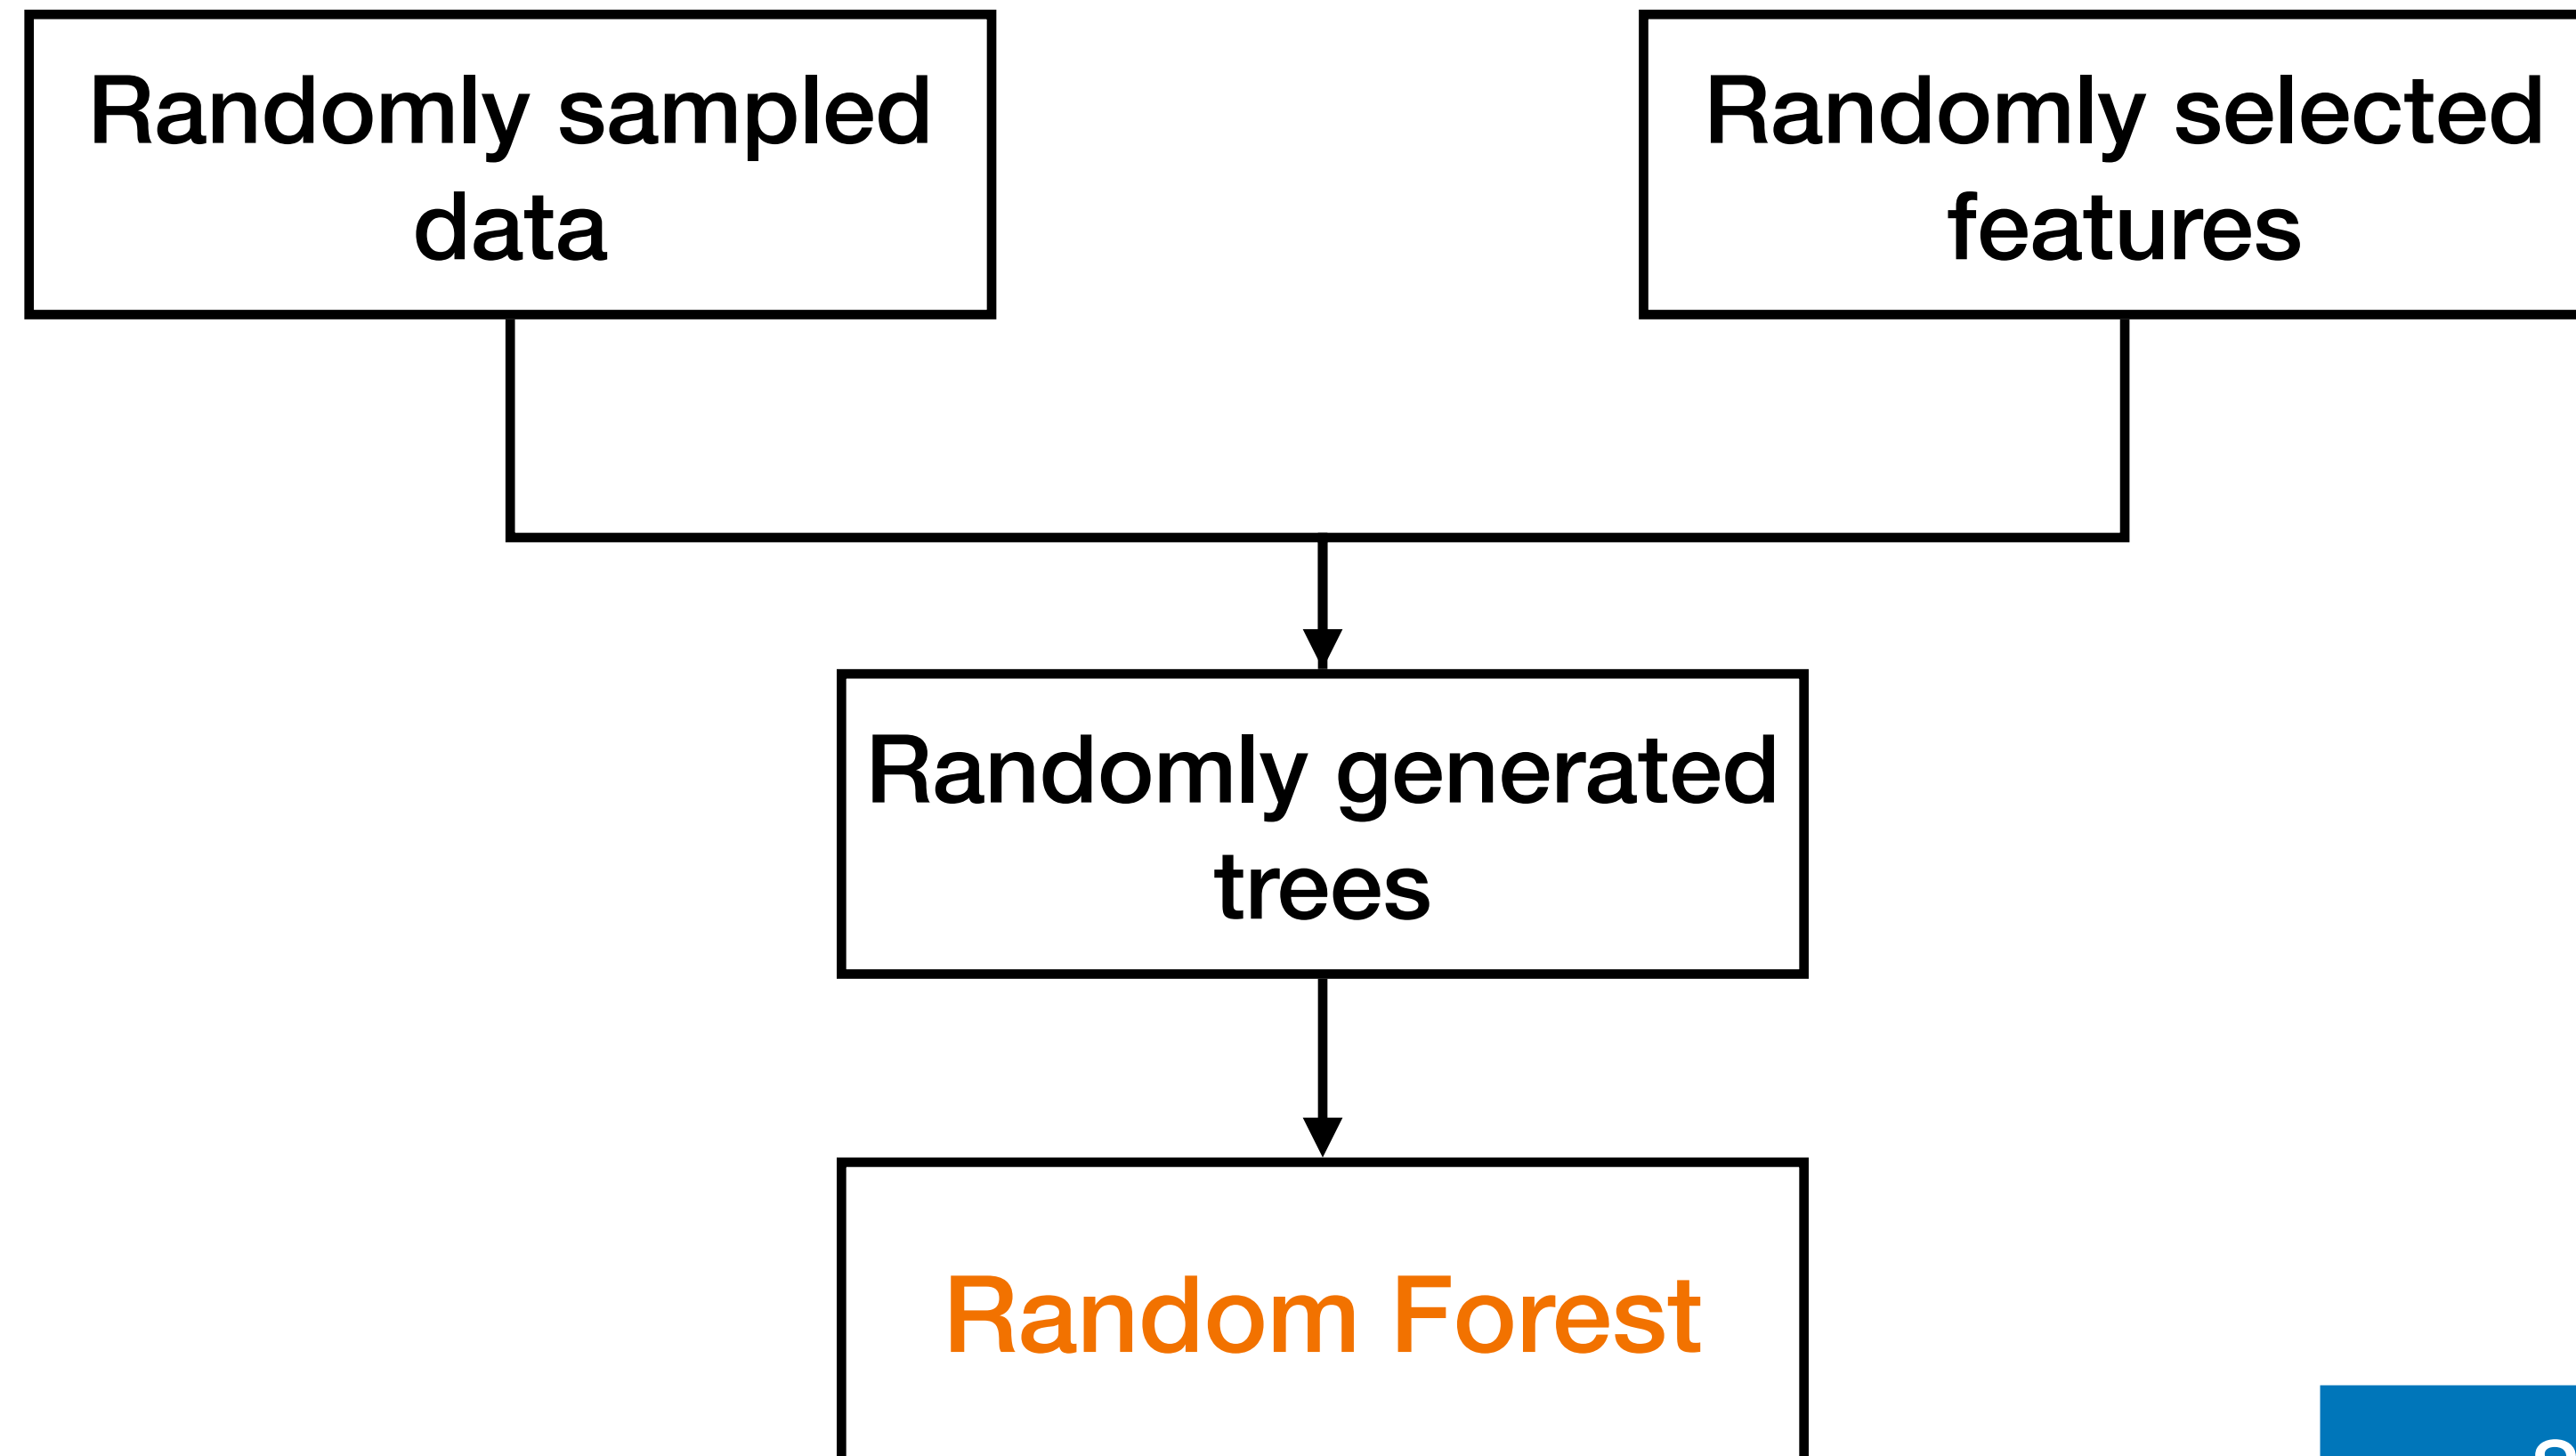 Randomly sampled
data
Randomly selected
features
Randomly generated
trees
Random Forest